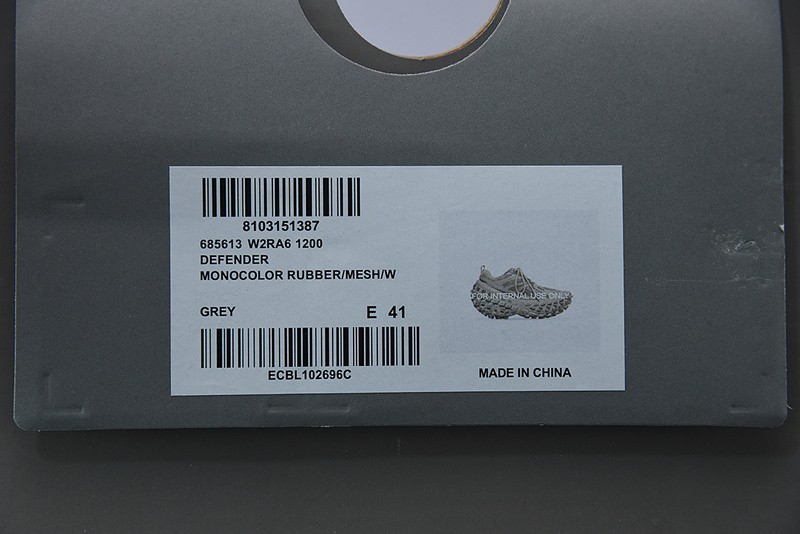 8103151387
685613 W2RA6 1200
DEFENDER
MONOCOLOR RUBBER/MESH/W
GREY E 41
ECBL102696C
FOR INTERNAL USE ONLY
MADE IN CHINA